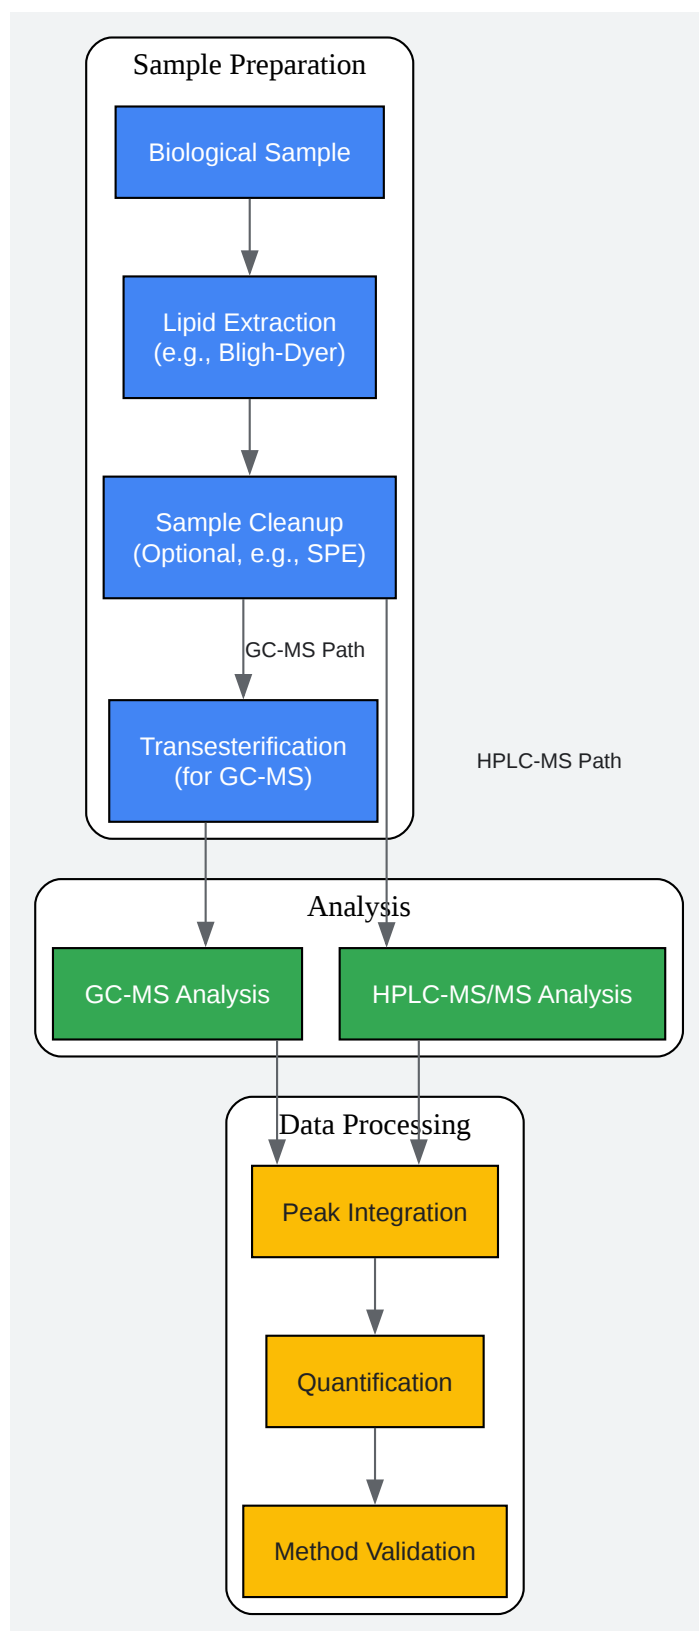 Sample Preparation
Biological Sample
Lipid Extraction
(e.g., Bligh-Dyer)
Sample Cleanup
(Optional, e.g., SPE)
GC-MS Path
Transesterification
(for GC-MS)
HPLC-MS Path
Analysis
GC-MS Analysis
HPLC-MS/MS Analysis
Data Processing
Peak Integration
Quantification
Method Validation